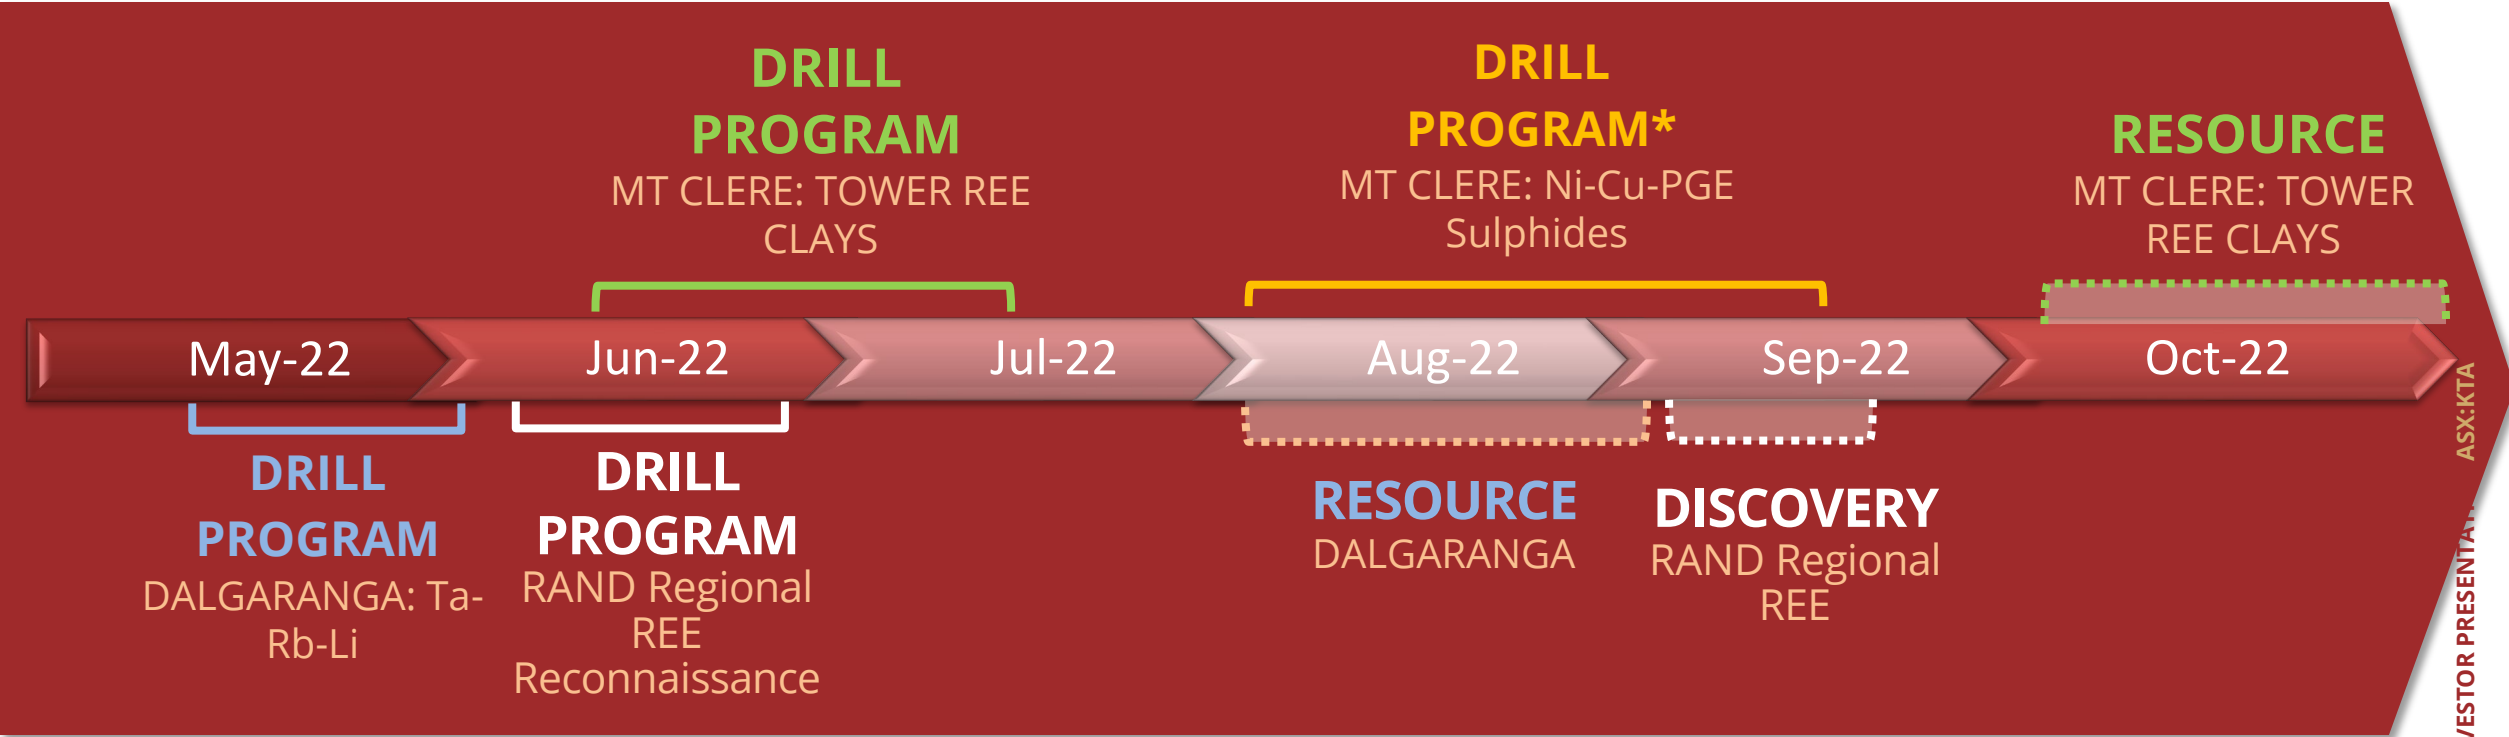 DRILL
PROGRAM
MT CLERE: TOWER REE
CLAYS
DRILL
PROGRAM*
MT CLERE: Ni-Cu-PGE
Sulphides
RESOURCE
MT CLERE: TOWER
REE CLAYS
May-22
Jun-22
Jul-22
Aug-22
Sep-22
Oct-22
DRILL
PROGRAM
DALGARANGA: Ta-
Rb-Li
DRILL
PROGRAM
RAND Regional
REE
Reconnaissance
RESOURCE
DALGARANGA
DISCOVERY
RAND Regional
REE
ASX:KTA